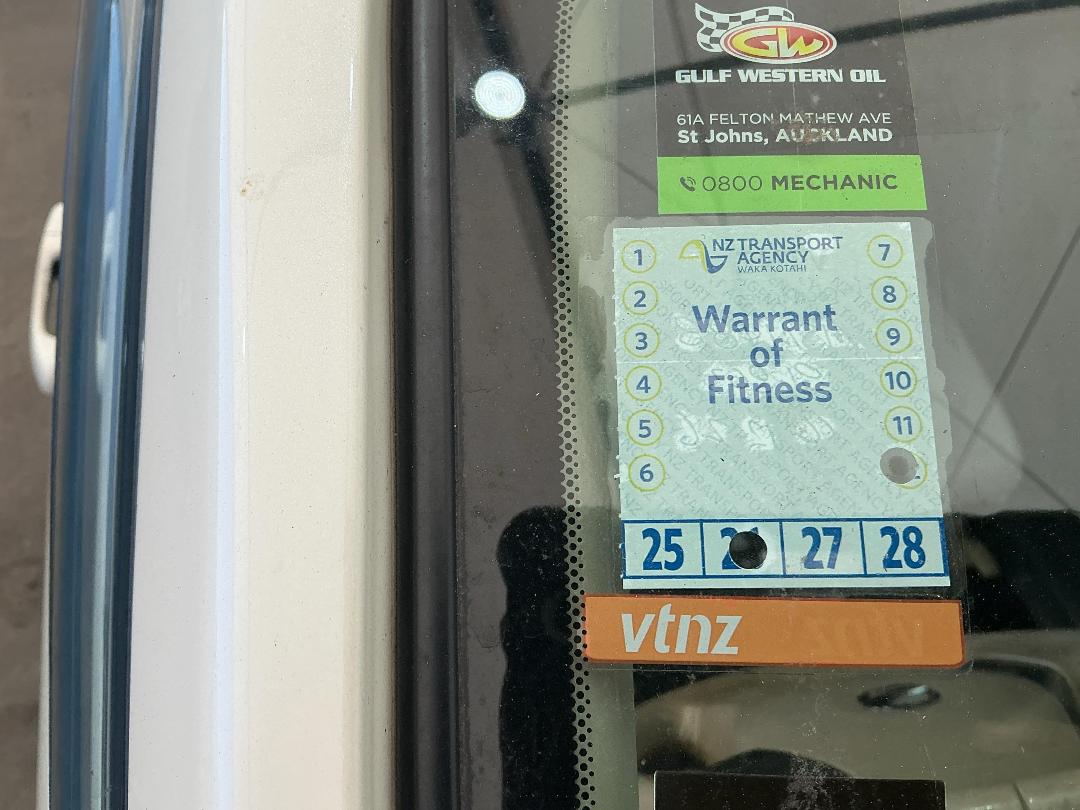 GW
GULF WESTERN OIL
61A FELTON MATHEW AVE
St Johns, AUCKLAND
0800 MECHANIC
NZ TRANSPORT
AGENCY
WAKA KOTAHI
Warrant
of
Fitness
1
2
3
4
5
6
7
8
9
10
11
25 27 28
vtnz